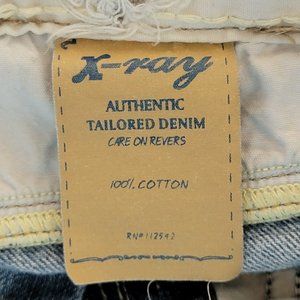 X-ray
AUTHENTIC
TAILORED DENIM
CARE ON REVERS
100% COTTON
RN# 112592